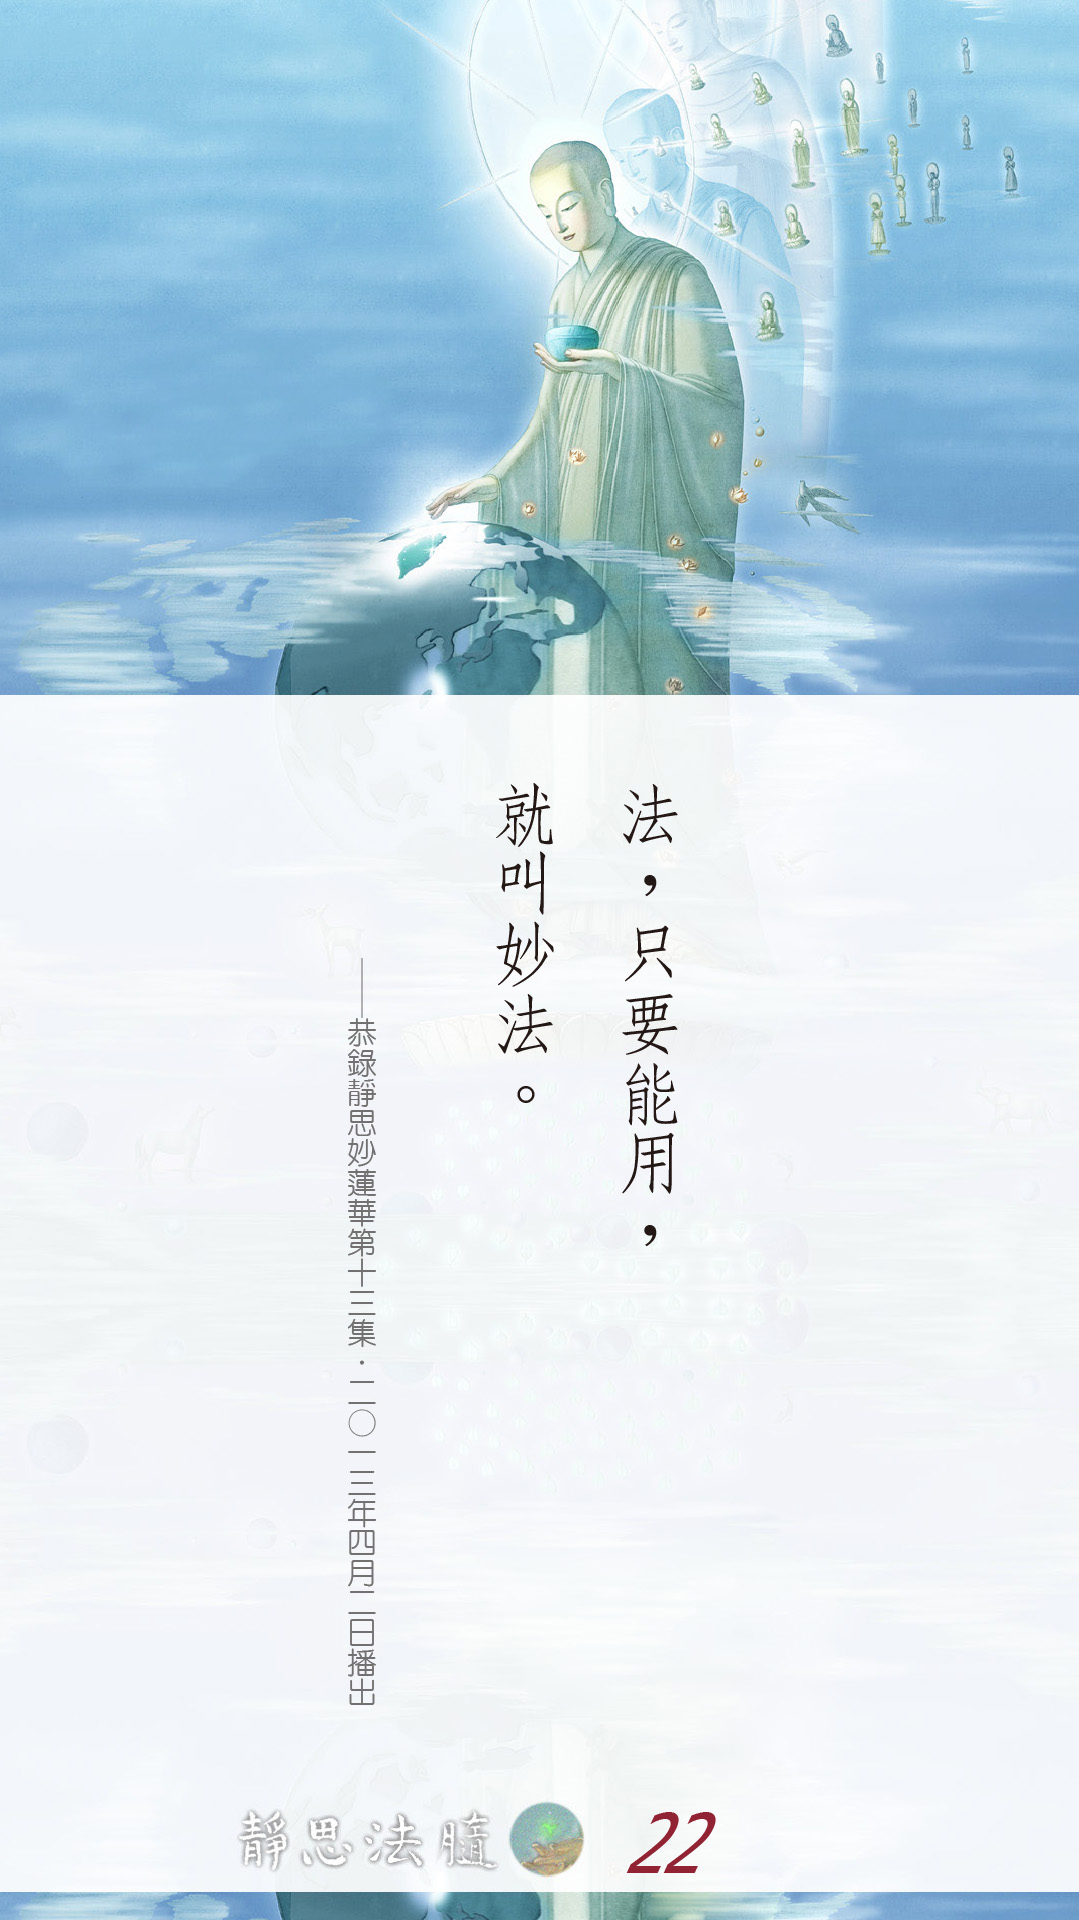 法，只要能用，
就叫妙法。
——恭錄靜思妙蓮華第十三集．二〇一三年四月二日播出
靜思法髓
22